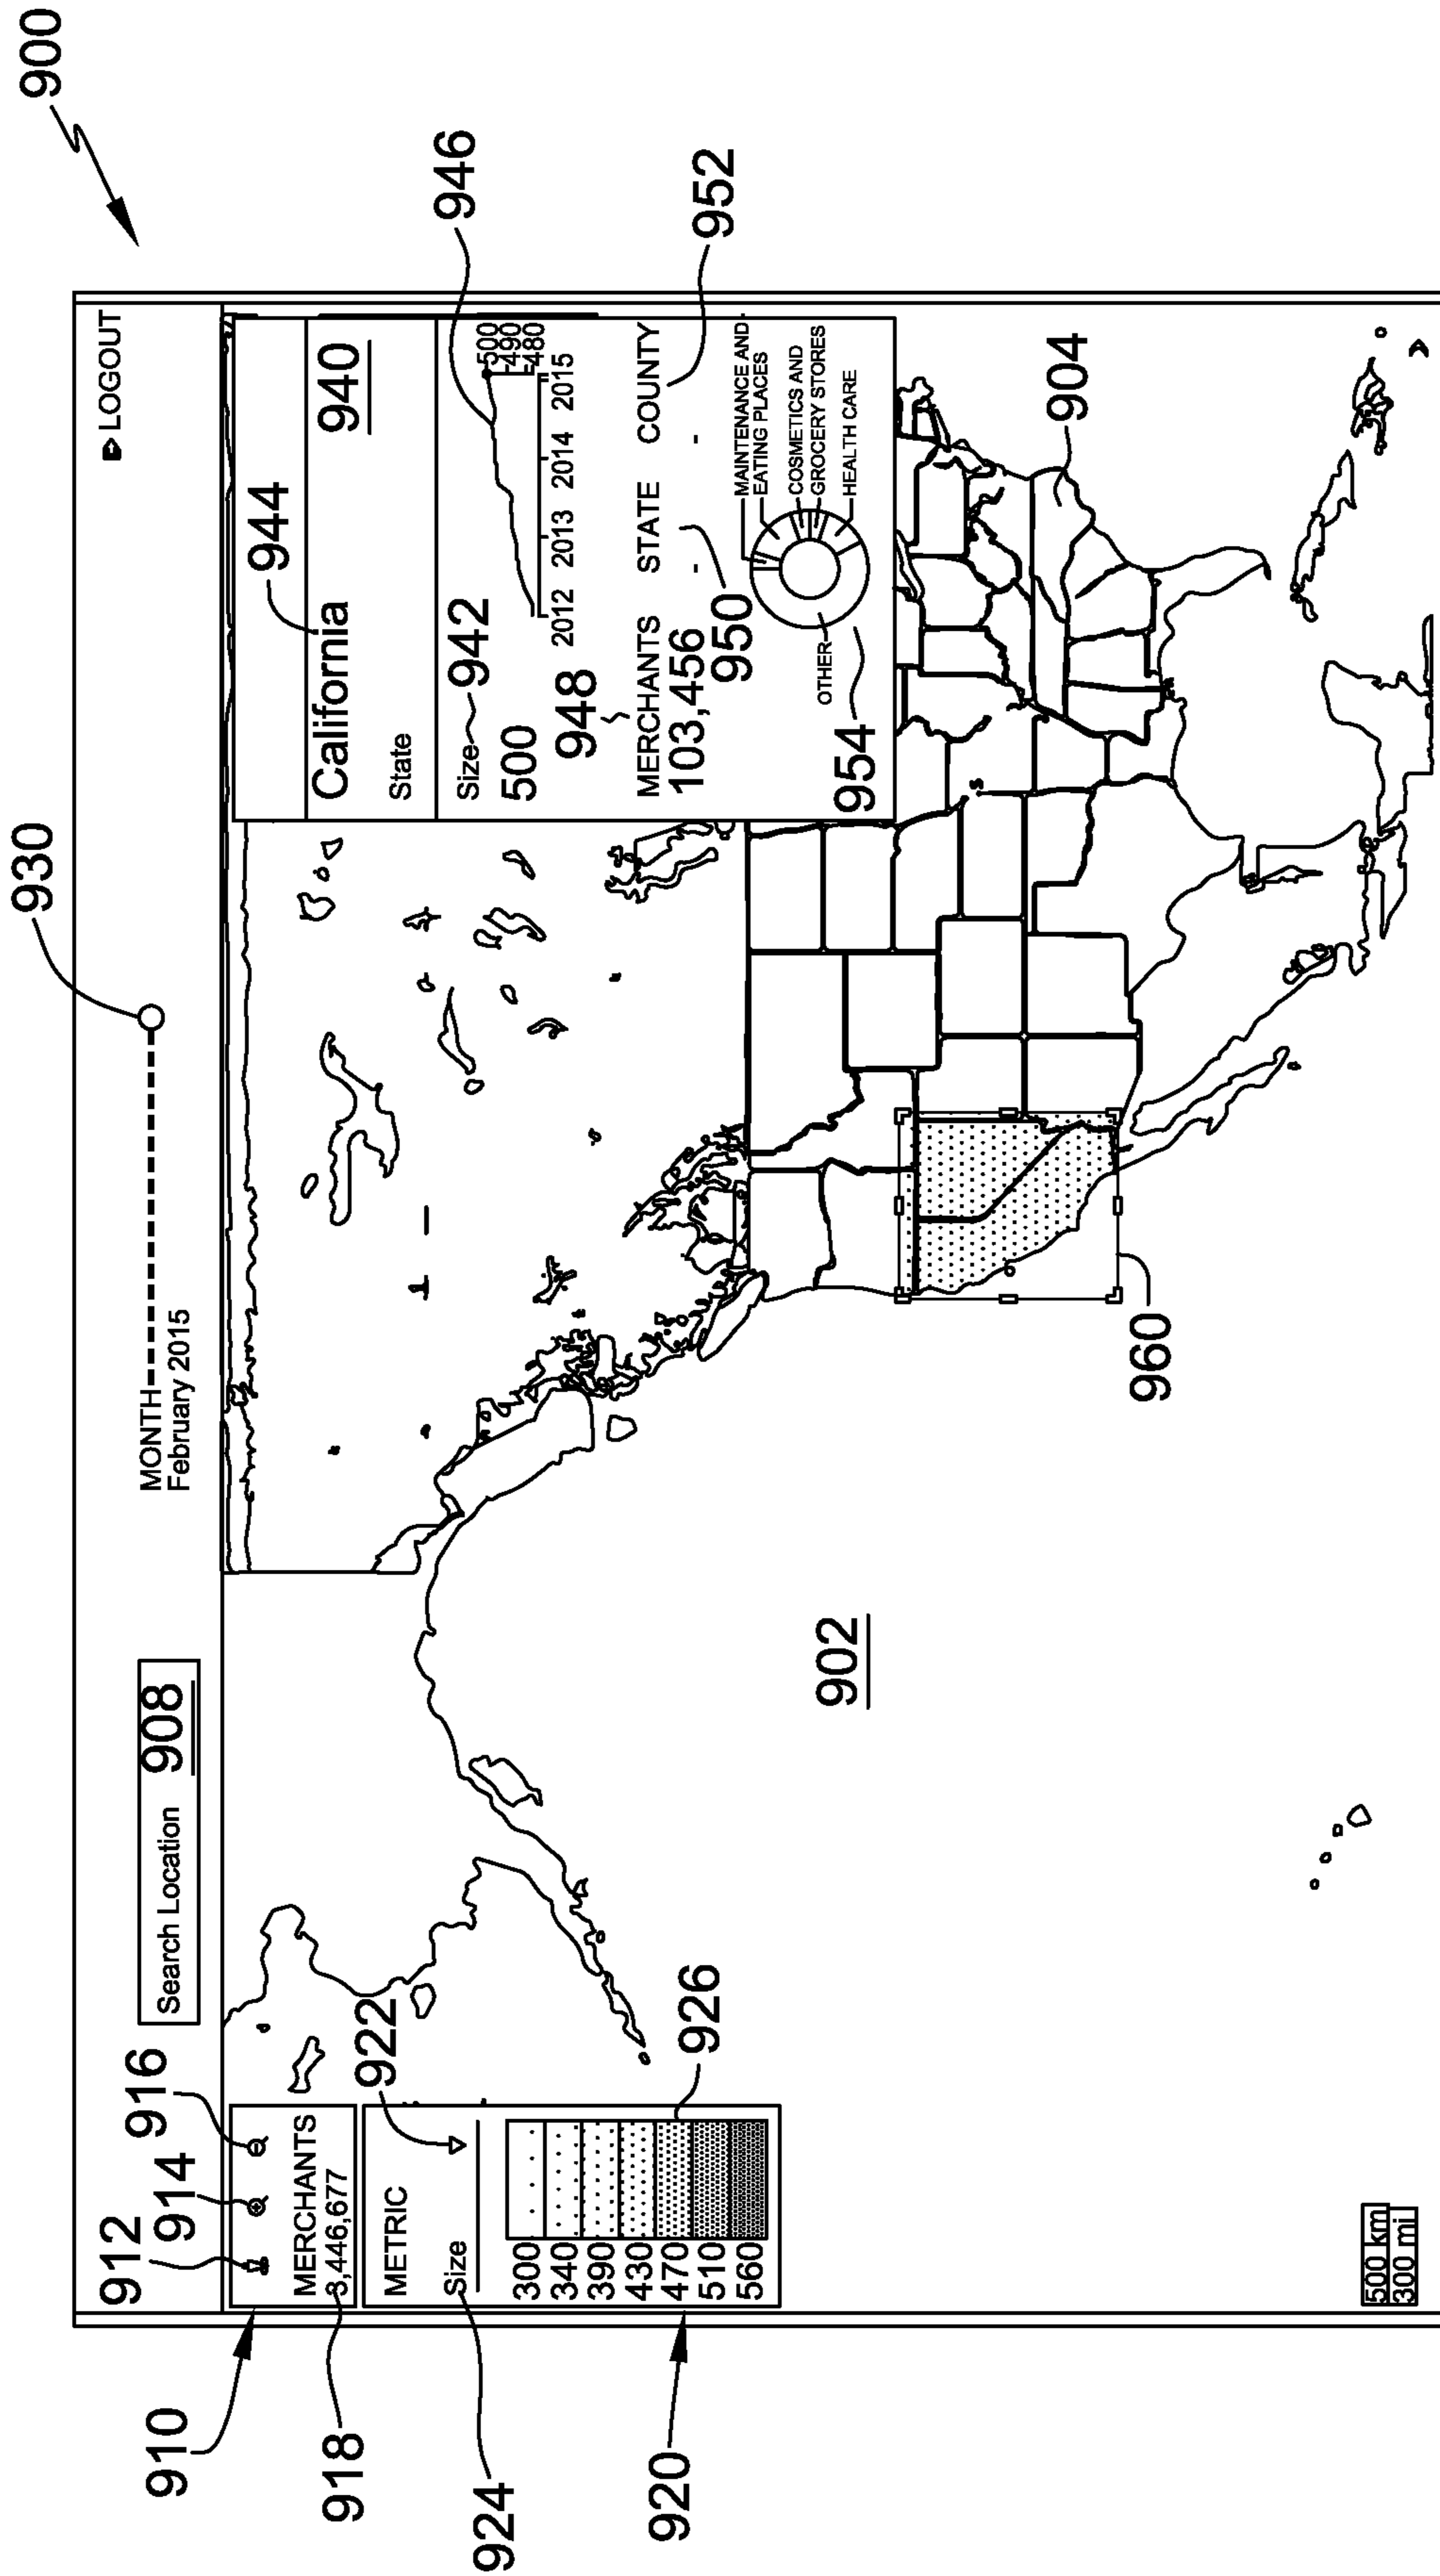 900
930
MONTH
February 2015
LOGOUT
Search Location 908
912
914
916
910
MERCHANTS
3,446,677
918
METRIC
922
Size
924
300
340
390
430
470
510
560
920
926
944
California
940
State
Size
942
500
946
500
490
480
2012 2013 2014 2015
948
MERCHANTS STATE COUNTY
103,456 - -
950
952
MAINTENANCE AND
EATING PLACES
COSMETICS AND
GROCERY STORES
HEALTH CARE
OTHER
954
904
902
960
500 km
300 mi